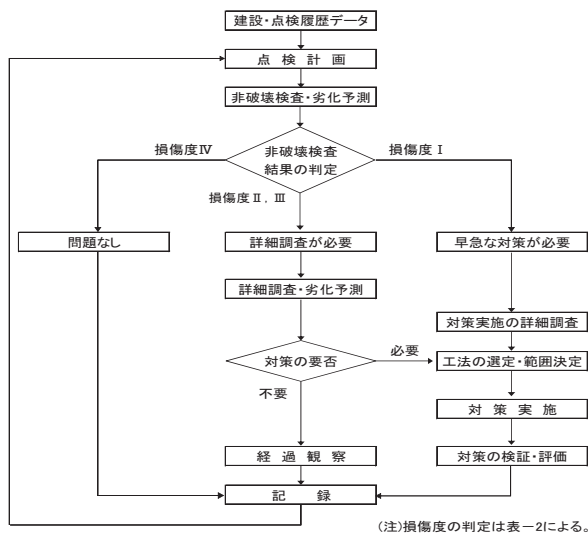 建設・点検履歴データ
点 検 計 画
非破壊検査・劣化予測
損傷度Ⅳ
非破壊検査
結果の判定
損傷度Ⅰ
損傷度Ⅱ，Ⅲ
問題なし
詳細調査が必要
早急な対策が必要
詳細調査・劣化予測
対策実施の詳細調査
対策の要否
必要
工法の選定・範囲決定
不要
対 策 実 施
経 過 観 察
対策の検証・評価
記 録
(注)損傷度の判定は表－2による。